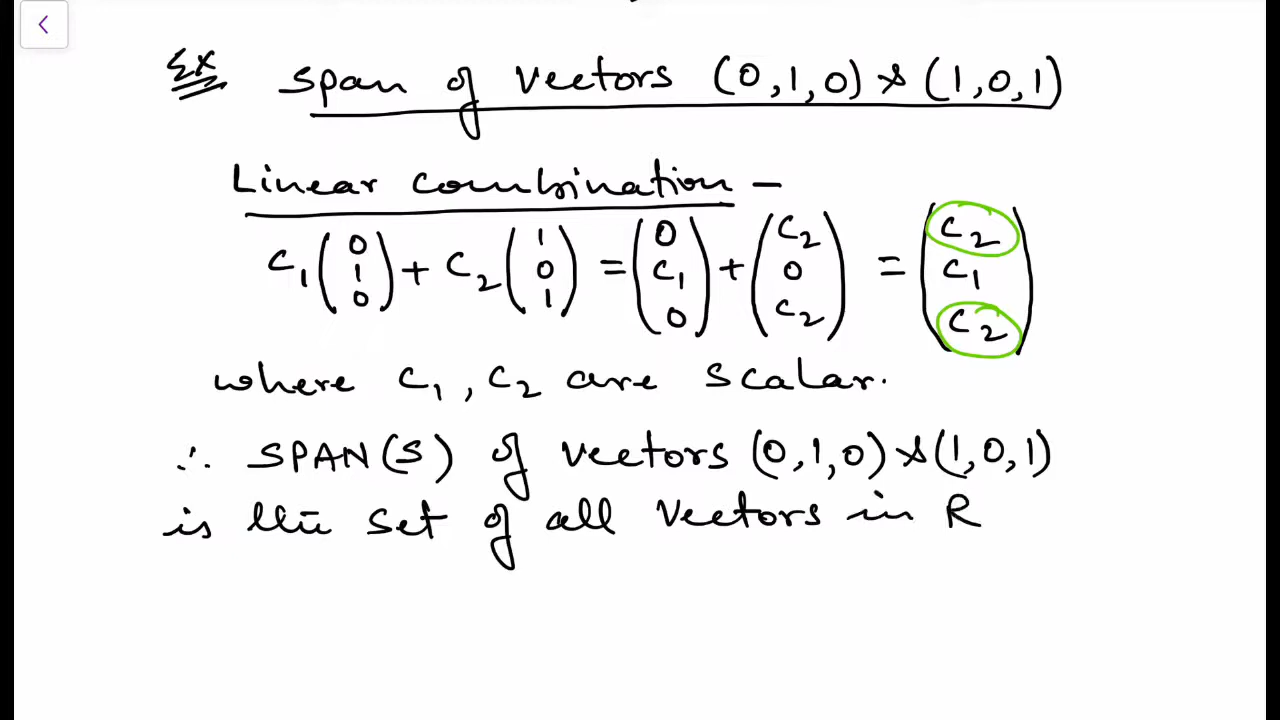 Ex Span of vectors (0,1,0) & (1,0,1)
Linear combination –
c₁(0 1 0) + c₂(1 0 1) = (0 c₁ 0) + (c₂ 0 c₂) = (c₂ c₁ c₂)
where c₁, c₂ are scalar.
∴ SPAN(S) of vectors (0,1,0) & (1,0,1)
is the set of all vectors in R